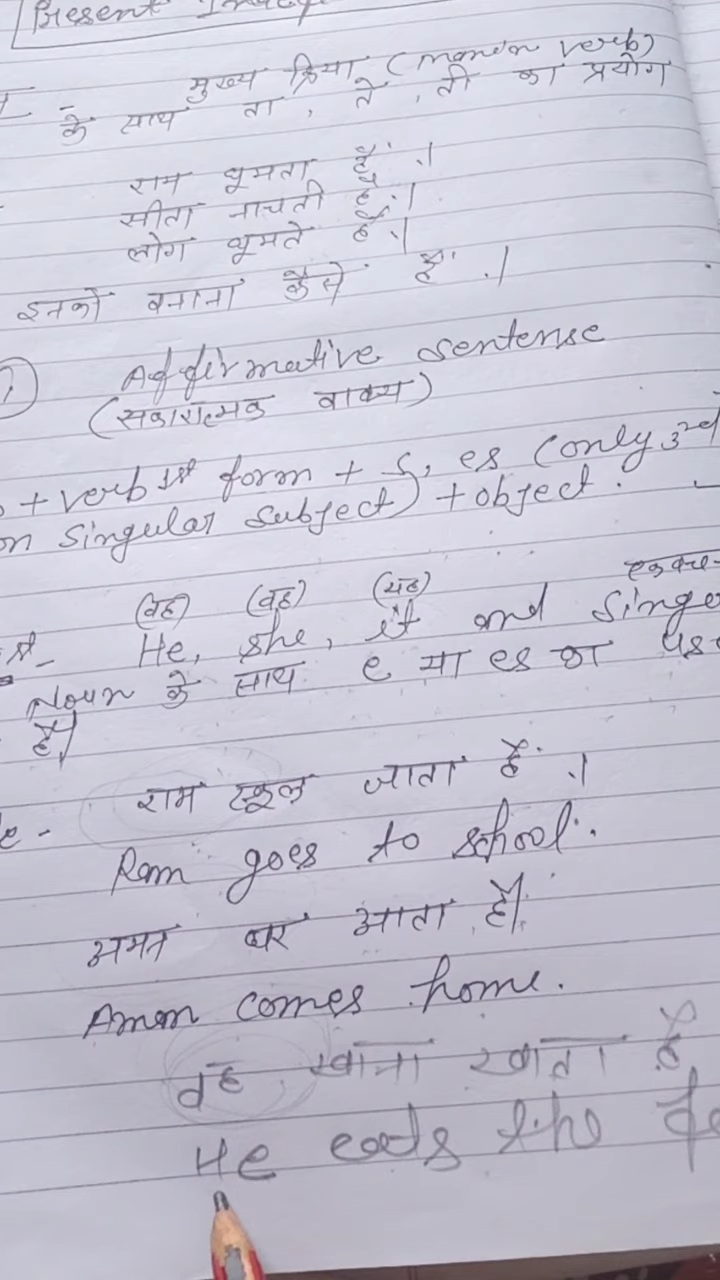 Present
मुख्य क्रिया (main verb)
के साथ ता, ते, ती का प्रयोग
राम घूमता है।
सीता नाचती है।
लोग घूमते हैं।
इनको बनाना कैसे है।
Affirmative sentense
(सकारात्मक वाक्य)
+ verb 1st form + s, es (only 3rd
on singular subject) + object.
(वह) (वह) (यह)
He, she, it and Singe
Noun के साथ e या es का use
है।
राम स्कूल जाता है।
Ram goes to school.
अमन घर आता है।
Aman comes home.
वह खाना खाता है
He eats the